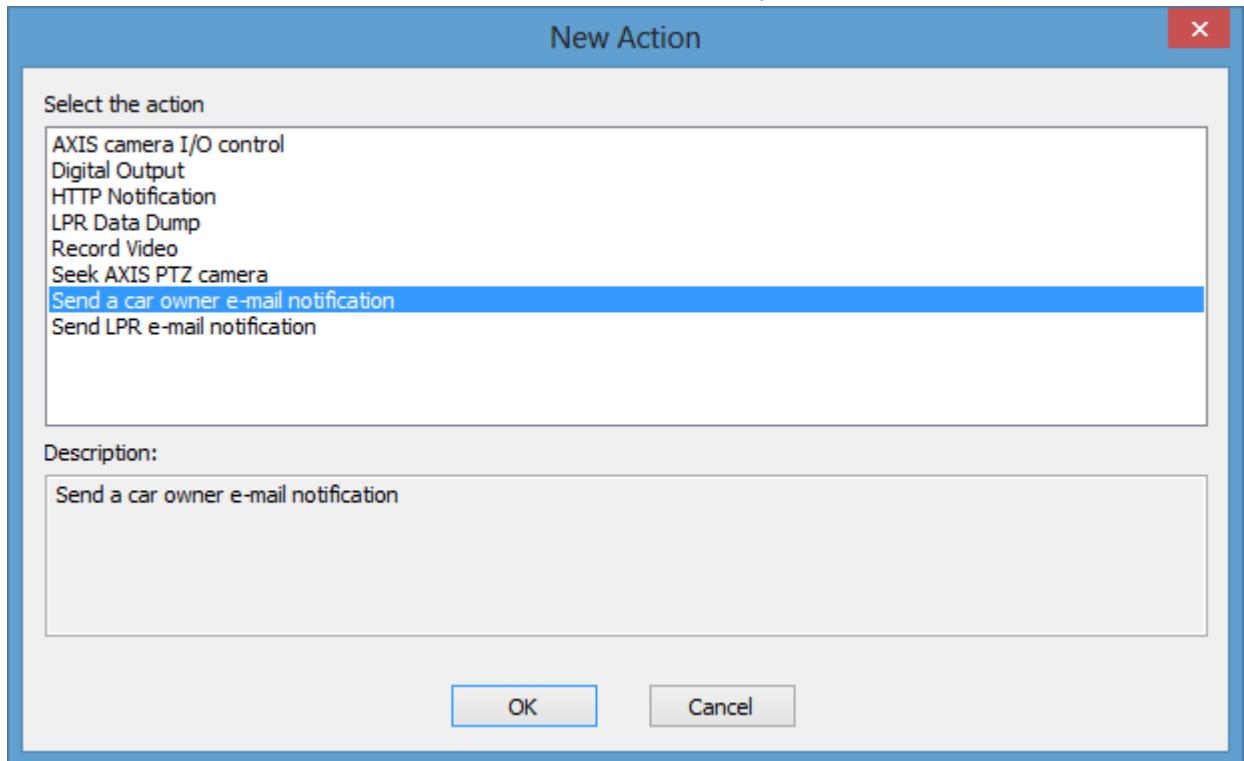 New Action
Select the action
AXIS camera I/O control
Digital Output
HTTP Notification
LPR Data Dump
Record Video
Seek AXIS PTZ camera
Send a car owner e-mail notification
Send LPR e-mail notification
Description:
Send a car owner e-mail notification
OK
Cancel